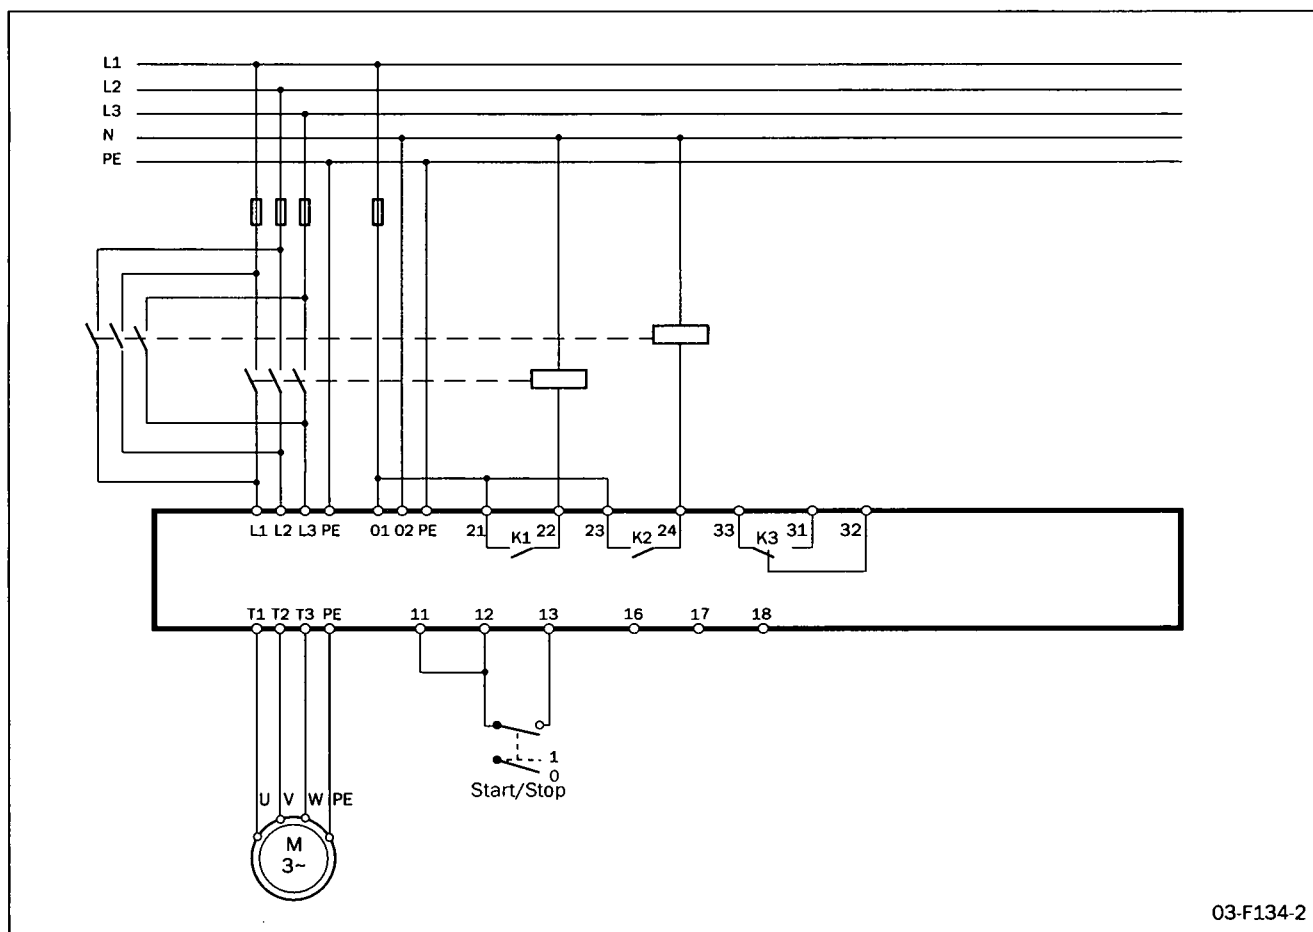 L1
L2
L3
N
PE
L1 L2 L3 PE 01 02 PE 21 K1 22 23 K2 24 33 K3 31 32
T1 T2 T3 PE 11 12 13 16 17 18
1
0
Start/Stop
U V W PE
M
3~
03-F134-2